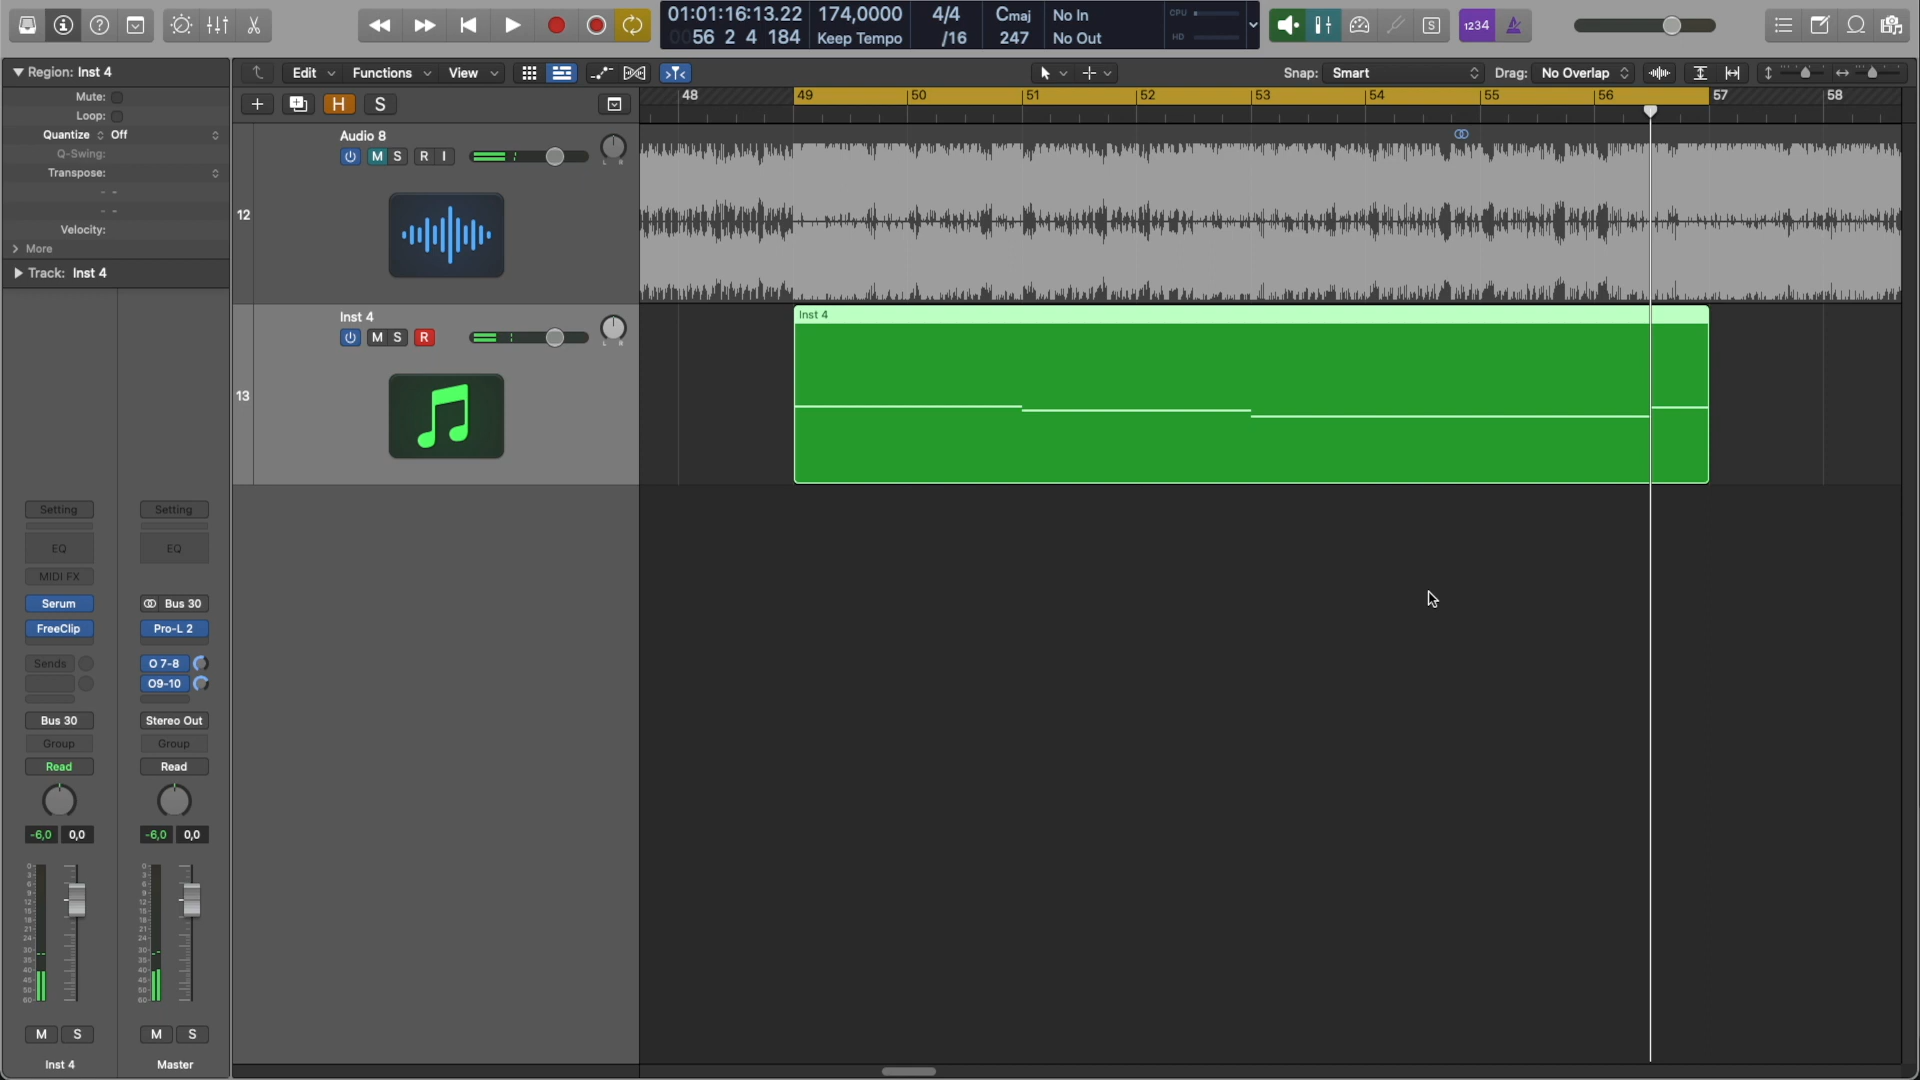 01:01:16:13.22 174,0000 4/4 Cmaj No In CPU
0056 2 4 184 Keep Tempo /16 247 No Out HD
1234
Region: Inst 4
Mute:
Loop:
Quantize Off
Q-Swing:
Transpose:
Velocity:
More
Track: Inst 4
Edit Functions View
Snap: Smart Drag: No Overlap
H S
48 49 50 51 52 53 54 55 56 57 58
12
Audio 8
M S R I
L R
13
Inst 4
M S R
L R
Inst 4
Setting Setting
EQ EQ
MIDI FX
Serum Bus 30
FreeClip Pro-L 2
Sends O 7-8
O9-10
Bus 30 Stereo Out
Group Group
Read Read
-6,0 0,0 -6,0 0,0
M S M S
Inst 4 Master